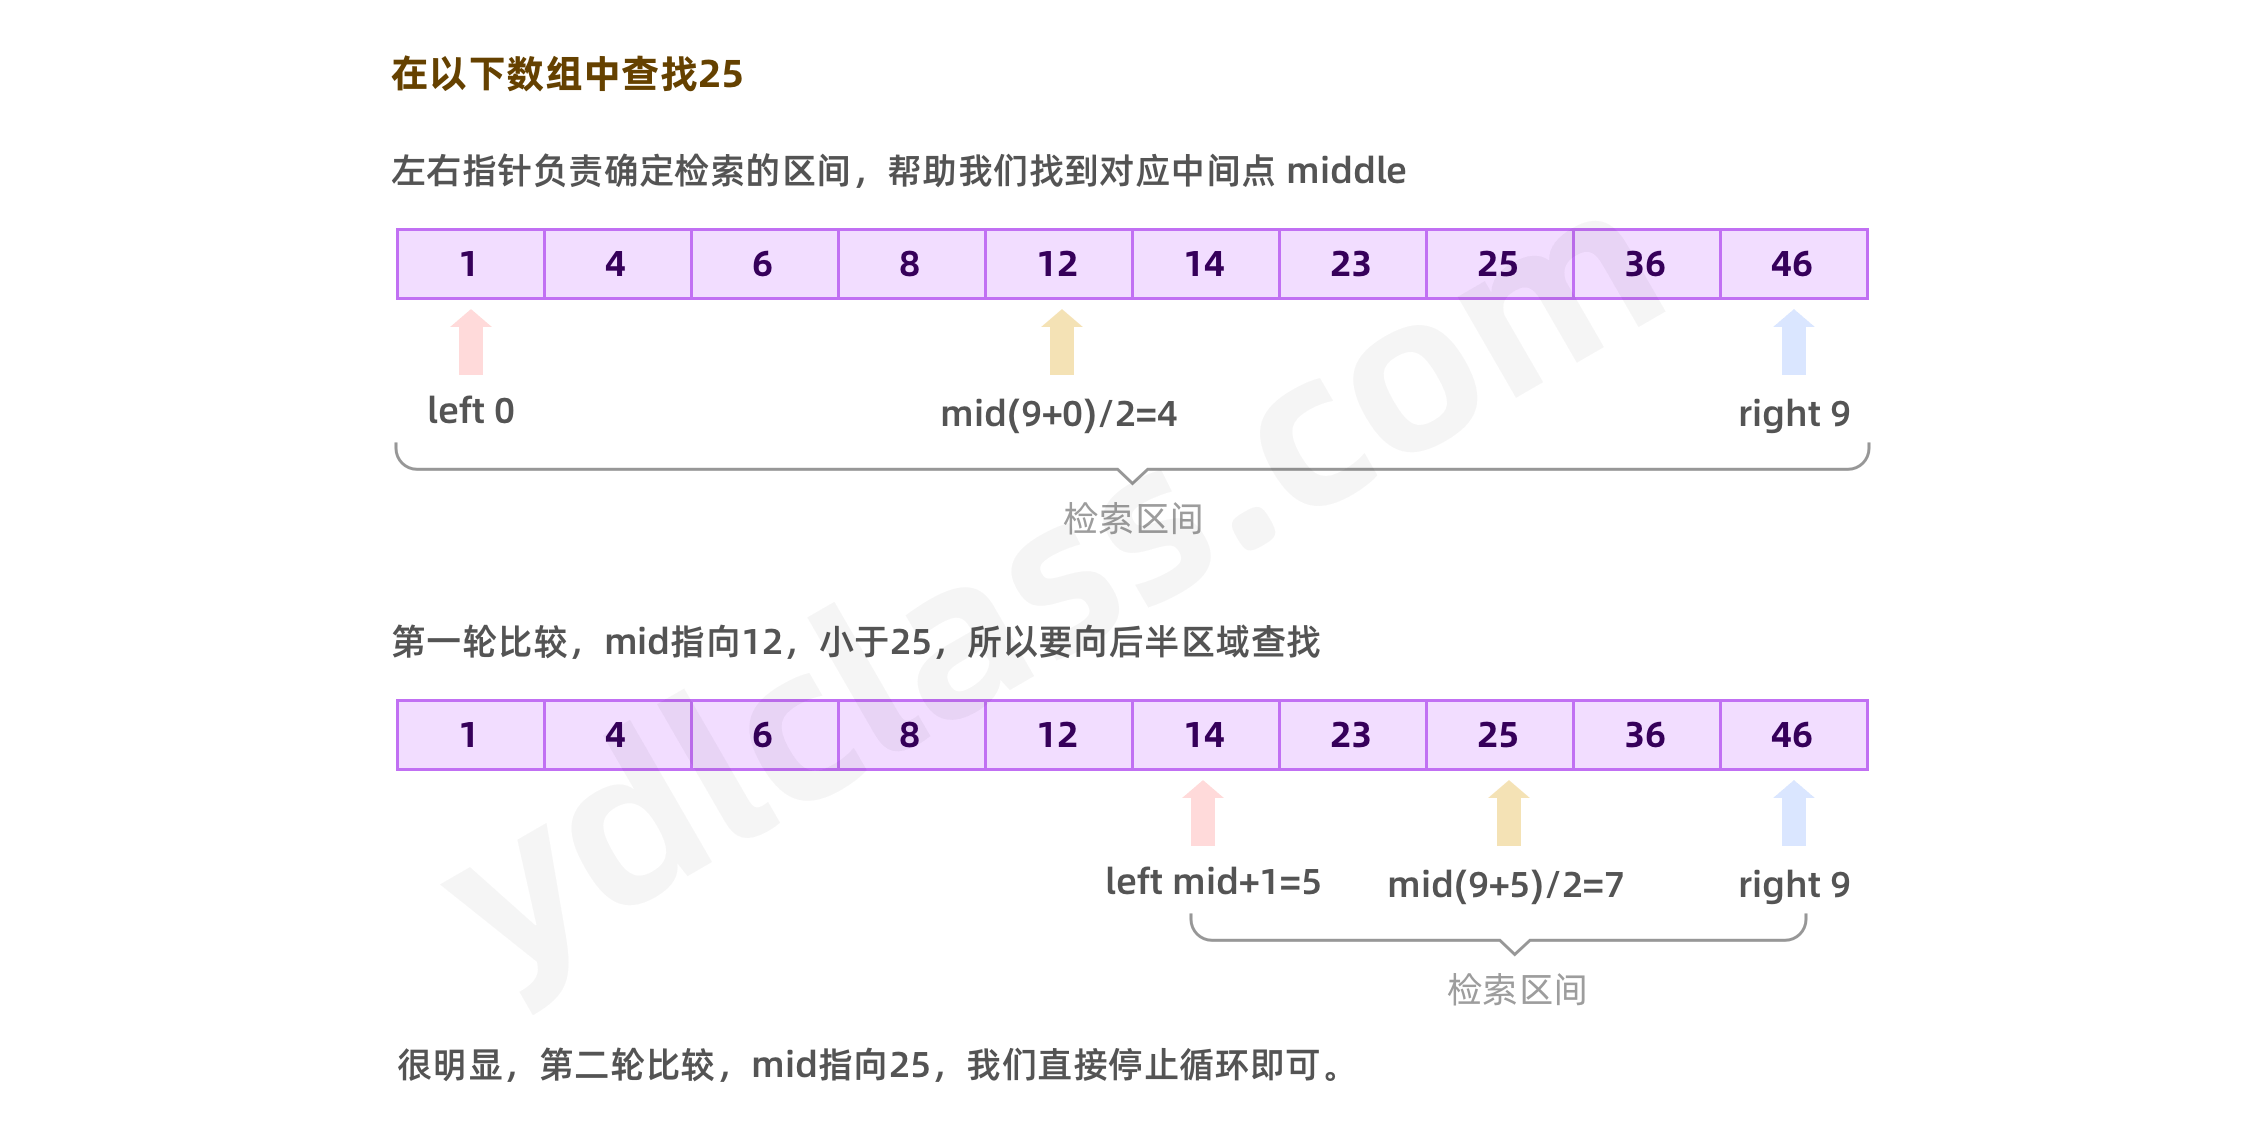 在以下数组中查找25
左右指针负责确定检索的区间，帮助我们找到对应中间点 middle
1 4 6 8 12 14 23 25 36 46
left 0 mid(9+0)/2=4 right 9
检索区间
第一轮比较，mid指向12，小于25，所以要向后半区域查找
1 4 6 8 12 14 23 25 36 46
left mid+1=5 mid(9+5)/2=7 right 9
检索区间
很明显，第二轮比较，mid指向25，我们直接停止循环即可。
ydlclass.com